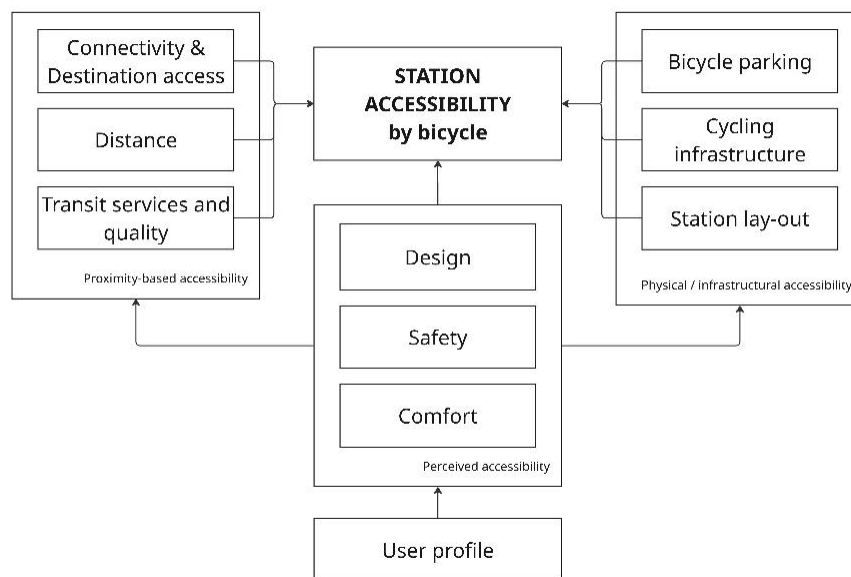 Connectivity &
Destination access
Distance
Transit services and
quality
Proximity-based accessibility
STATION
ACCESSIBILITY
by bicycle
Bicycle parking
Cycling
infrastructure
Station lay-out
Physical / infrastructural accessibility
Design
Safety
Comfort
Perceived accessibility
User profile